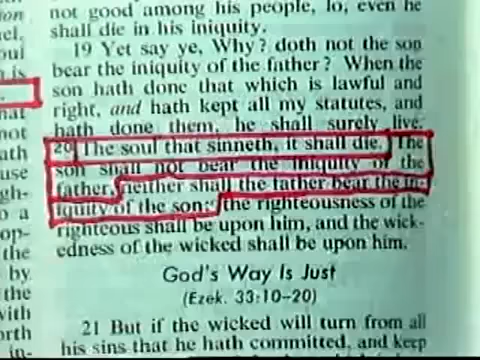 not good among his people, lo, even he
shall die in his iniquity.
19 Yet say ye, Why? doth not the son
bear the iniquity of the father? When the
son hath done that which is lawful and
right, and hath kept all my statutes, and
hath done them, he shall surely live.
20 The soul that sinneth, it shall die. The
son shall not bear the iniquity of the
father, neither shall the father bear the in-
iquity of the son: the righteousness of the
righteous shall be upon him, and the wick-
edness of the wicked shall be upon him.
God's Way Is Just
(Ezek. 33:10–20)
21 But if the wicked will turn from all
his sins that he hath committed, and keep